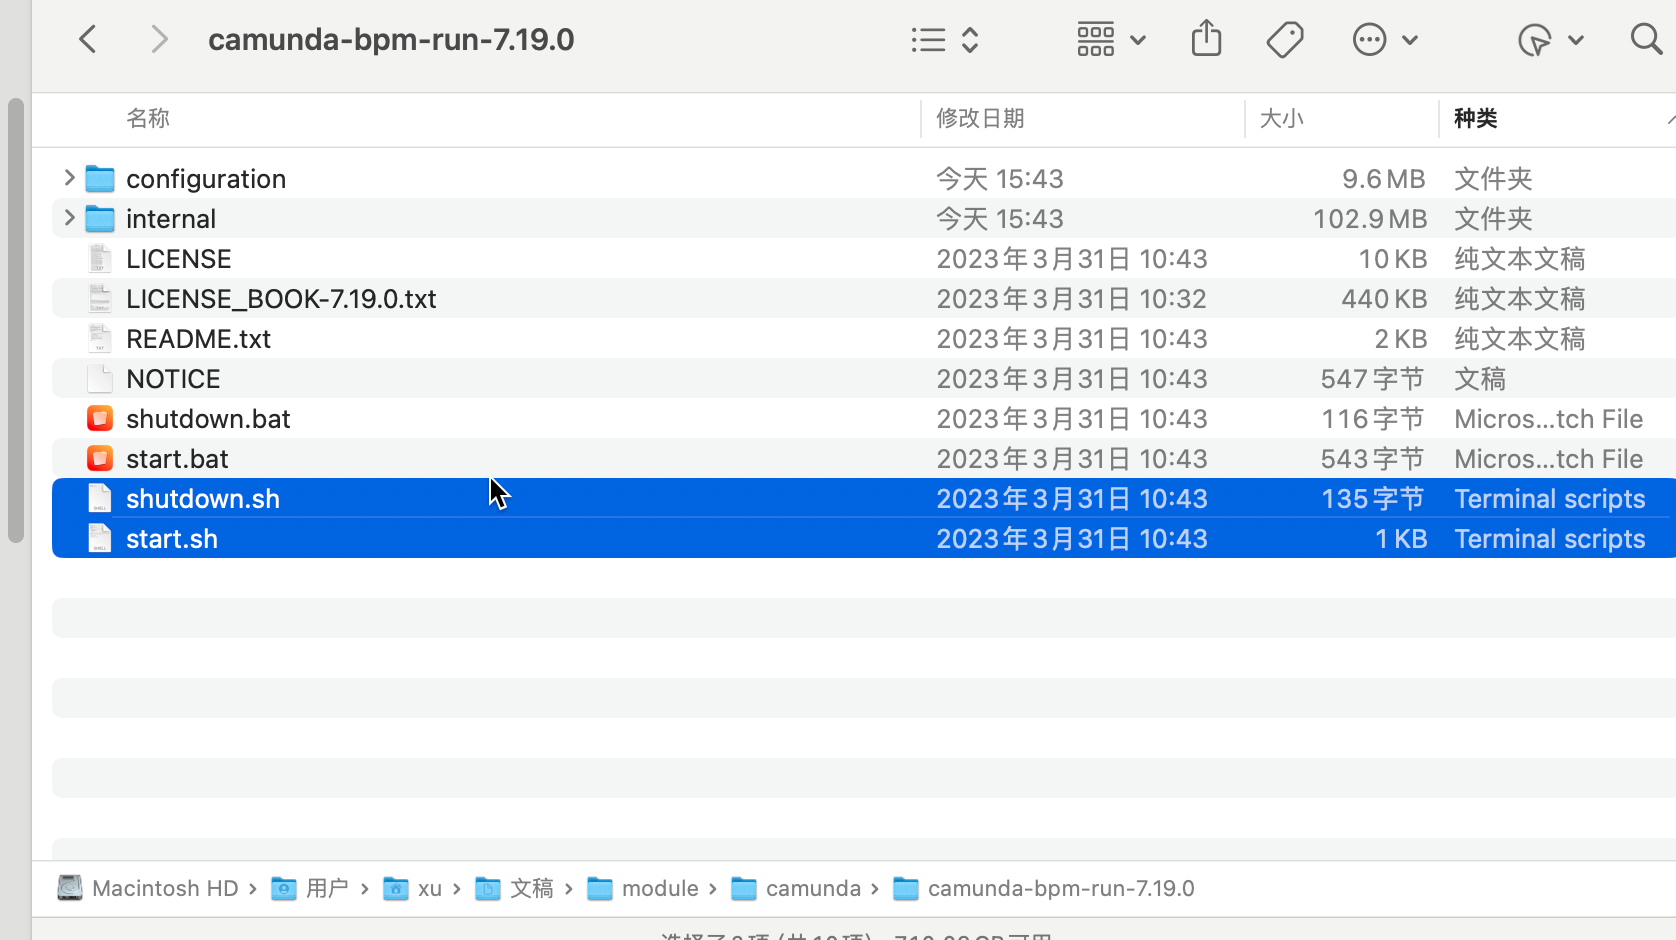 camunda-bpm-run-7.19.0
名称 修改日期 大小 种类
configuration 今天 15:43 9.6 MB 文件夹
internal 今天 15:43 102.9 MB 文件夹
LICENSE 2023年3月31日 10:43 10 KB 纯文本文稿
LICENSE_BOOK-7.19.0.txt 2023年3月31日 10:32 440 KB 纯文本文稿
README.txt 2023年3月31日 10:43 2 KB 纯文本文稿
NOTICE 2023年3月31日 10:43 547 字节 文稿
shutdown.bat 2023年3月31日 10:43 116 字节 Micros...tch File
start.bat 2023年3月31日 10:43 543 字节 Micros...tch File
shutdown.sh 2023年3月31日 10:43 135 字节 Terminal scripts
start.sh 2023年3月31日 10:43 1 KB Terminal scripts
Macintosh HD › 用户 › xu › 文稿 › module › camunda › camunda-bpm-run-7.19.0